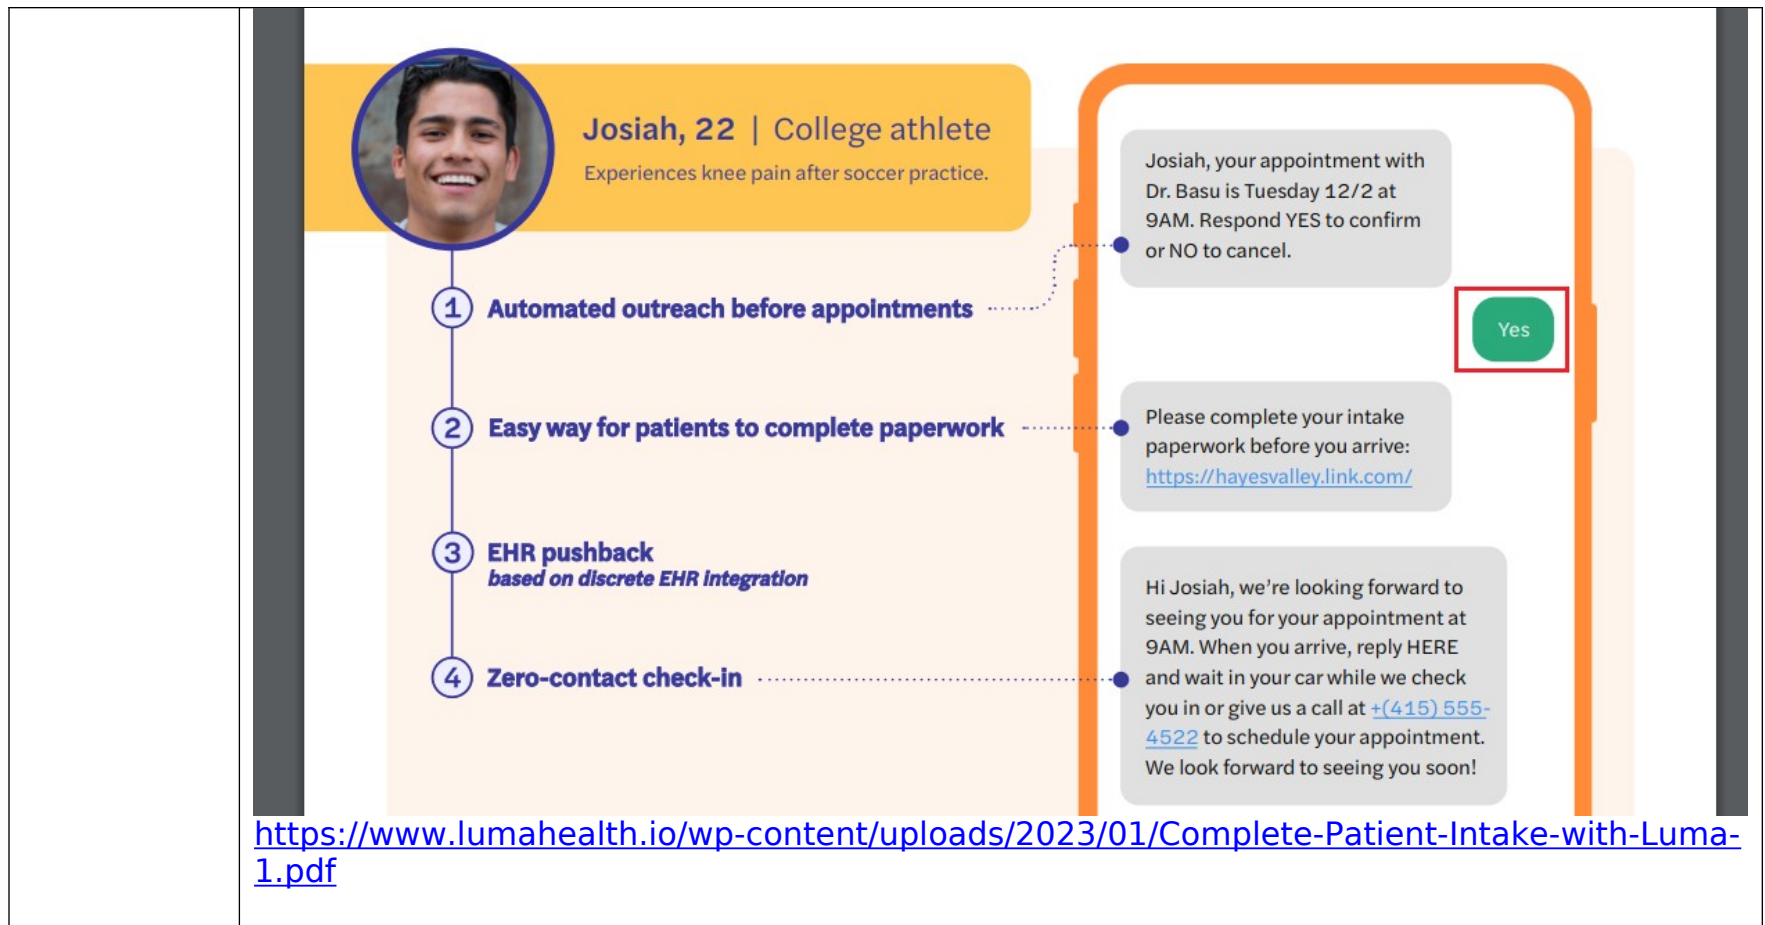 Josiah, 22 | College athlete
Experiences knee pain after soccer practice.
1 Automated outreach before appointments
2 Easy way for patients to complete paperwork
3 EHR pushback
based on discrete EHR integration
4 Zero-contact check-in
Josiah, your appointment with
Dr. Basu is Tuesday 12/2 at
9AM. Respond YES to confirm
or NO to cancel.
Yes
Please complete your intake
paperwork before you arrive:
https://hayesvalley.link.com/
Hi Josiah, we’re looking forward to
seeing you for your appointment at
9AM. When you arrive, reply HERE
and wait in your car while we check
you in or give us a call at +(415) 555-
4522 to schedule your appointment.
We look forward to seeing you soon!
https://www.lumahealth.io/wp-content/uploads/2023/01/Complete-Patient-Intake-with-Luma-
1.pdf